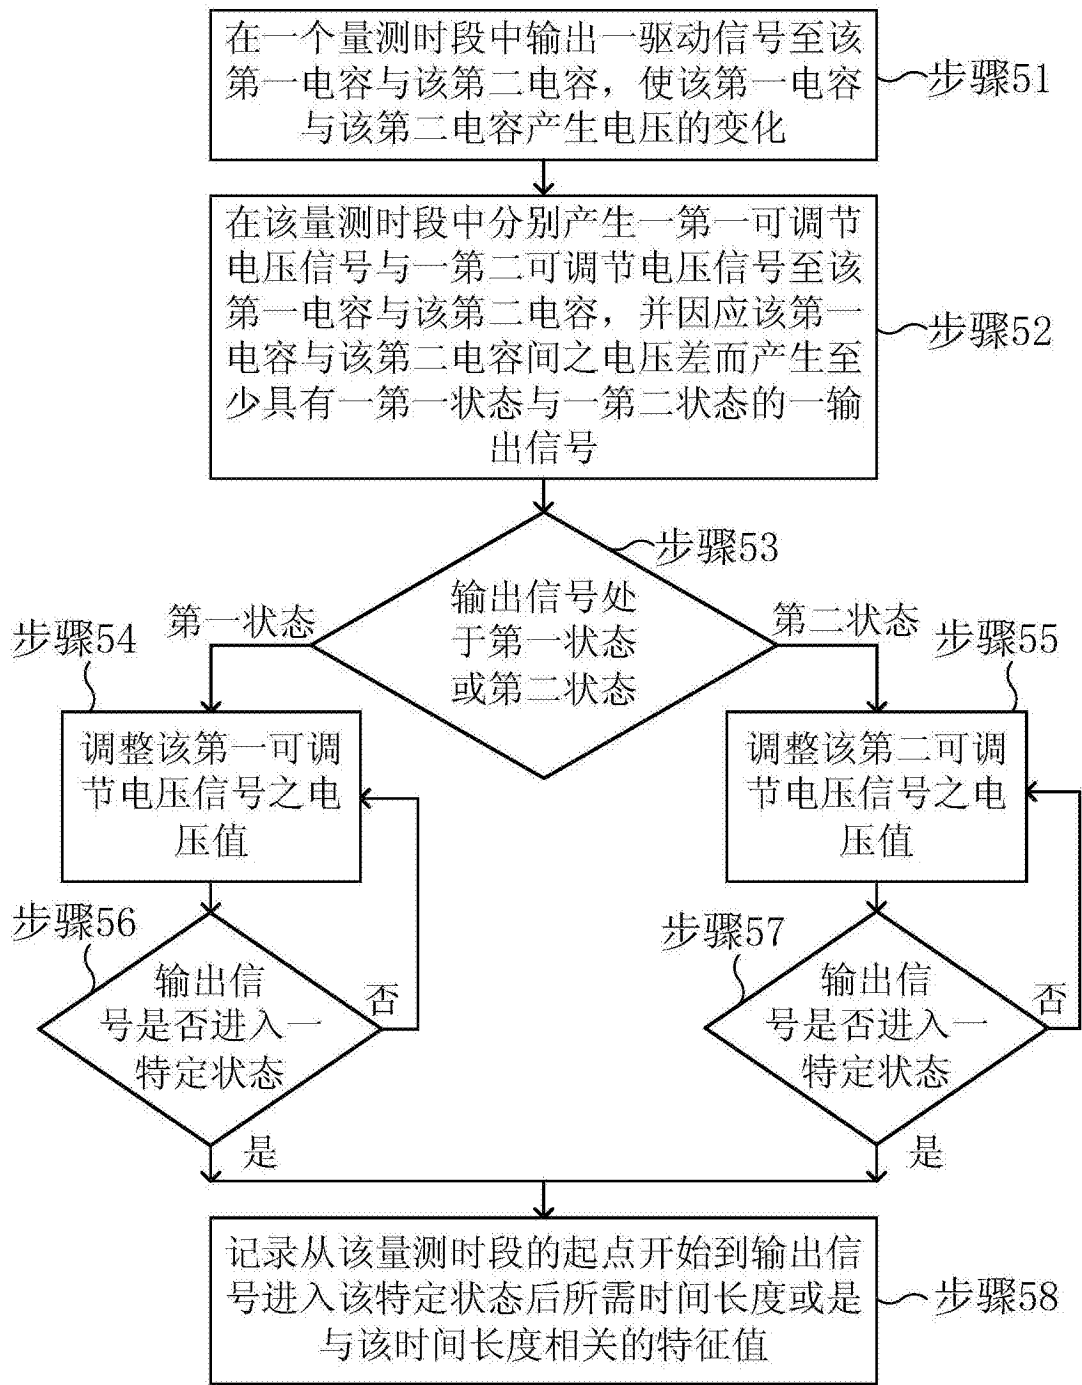 在一个量测时段中输出一驱动信号至该
第一电容与该第二电容，使该第一电容
与该第二电容产生电压的变化
步骤51
在该量测时段中分别产生一第一可调节
电压信号与一第二可调节电压信号至该
第一电容与该第二电容，并因应该第一
电容与该第二电容间之电压差而产生至
少具有一第一状态与一第二状态的一输
出信号
步骤52
步骤53
输出信号处
于第一状态
或第二状态
第一状态
第二状态
步骤54
调整该第一可调
节电压信号之电
压值
步骤55
调整该第二可调
节电压信号之电
压值
步骤56
输出信
号是否进入一
特定状态
否
是
步骤57
输出信
号是否进入一
特定状态
否
是
记录从该量测时段的起点开始到输出信
号进入该特定状态后所需时间长度或是
与该时间长度相关的特征值
步骤58